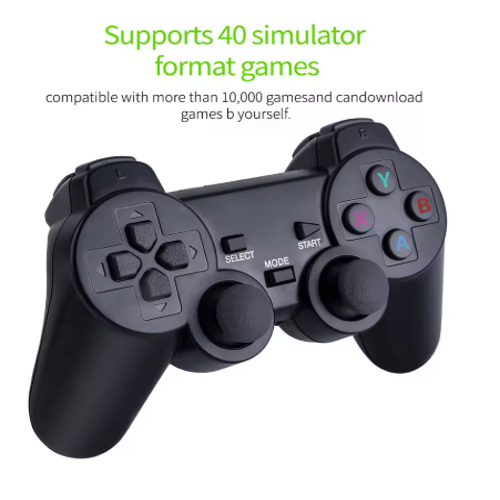 Supports 40 simulator
format games
compatible with more than 10,000 gamesand candownload
games b yourself.
L
R
Y
X
B
A
SELECT
START
MODE